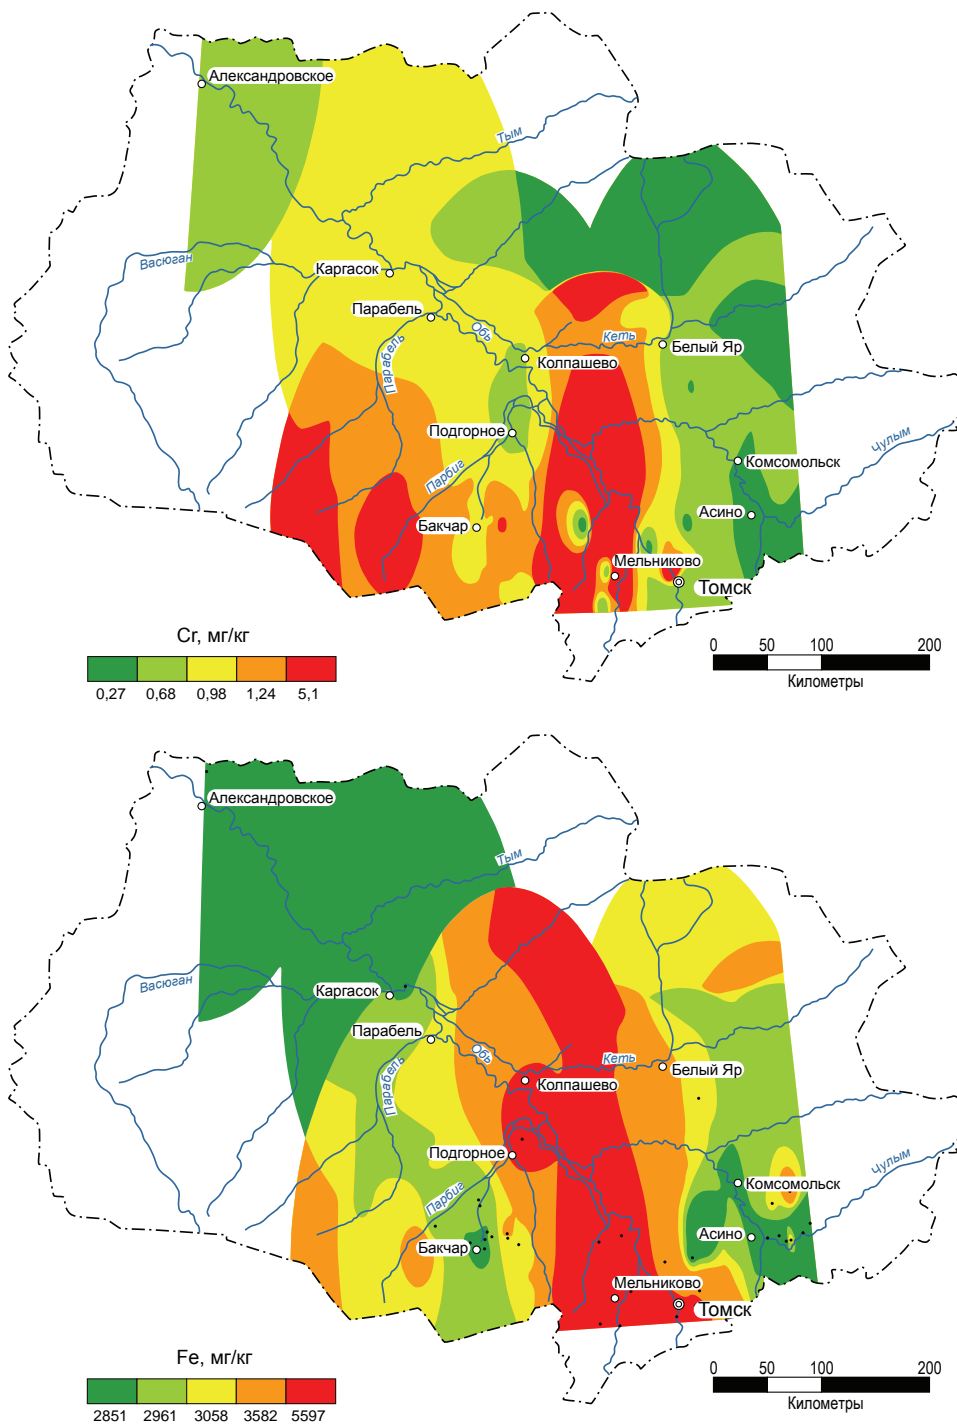 Александровское
Тым
Васюган
Каргасок
Парабель
Обь
Кеть
Белый Яр
Парабель
Колпашево
Подгорное
Чулым
Парбиг
Комсомольск
Бакчар
Асино
Мельниково
Томск
Cr, мг/кг
0,27 0,68 0,98 1,24 5,1
0 50 100 200
Километры
Александровское
Тым
Васюган
Каргасок
Парабель
Обь
Кеть
Белый Яр
Парабель
Колпашево
Подгорное
Чулым
Парбиг
Комсомольск
Бакчар
Асино
Мельниково
Томск
Fe, мг/кг
2851 2961 3058 3582 5597
0 50 100 200
Километры